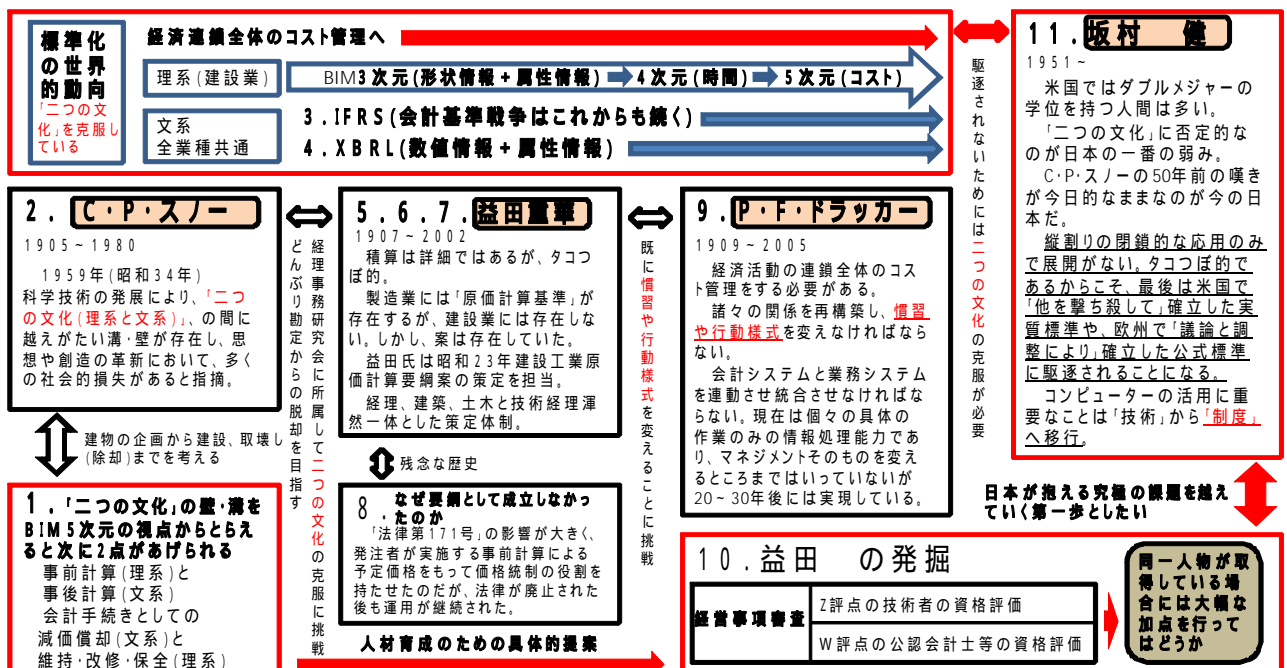 標準化
の世界
的動向
「二つの文
化」を克服し
ている
経済連鎖全体のコスト管理へ
理系(建設業)
BIM3次元(形状情報+属性情報)
4次元(時間)
5次元(コスト)
文系
全業種共通
3.IFRS(会計基準戦争はこれからも続く)
4.XBRL(数値情報+属性情報)
駆逐されないためには二つの文化の克服が必要
11.坂村 健
1951~
米国ではダブルメジャーの
学位を持つ人間は多い。
「二つの文化」に否定的な
のが日本の一番の弱み。
C・P・スノーの50年前の嘆き
が今日的なままなのが今の日
本だ。
縦割りの閉鎖的な応用のみ
で展開がない。タコつぼ的で
あるからこそ、最後は米国で
「他を撃ち殺して」確立した実
質標準や、欧州で「議論と調
整により」確立した公式標準
に駆逐されることになる。
コンピューターの活用に重
要なことは「技術」から「制度」
へ移行。
2.C・P・スノー
1905~1980
1959年(昭和34年)
科学技術の発展により、「二つ
の文化(理系と文系)」、の間に
越えがたい溝・壁が存在し、思
想や創造の革新において、多く
の社会的損失があると指摘。
経理事務研究会に所属して二つの文化の克服に挑戦
どんぶり勘定からの脱却を目指す
5.6.7.益田重華
1907~2002
積算は詳細ではあるが、タコつ
ぼ的。
製造業には「原価計算基準」が
存在するが、建設業には存在しな
い。しかし、案は存在していた。
益田氏は昭和23年建設工業原
価計算要綱案の策定を担当。
経理、建築、土木と技術経理渾
然一体とした策定体制。
既に慣習や行動様式を変えることに挑戦
9.P・F・ドラッカー
1909~2005
経済活動の連鎖全体のコス
ト管理をする必要がある。
諸々の関係を再構築し、慣習
や行動様式を変えなければなら
ない。
会計システムと業務システム
を連動させ統合させなければな
らない。現在は個々の具体の
作業のみの情報処理能力であ
り、マネジメントそのものを変え
るところまではいっていないが
20~30年後には実現している。
建物の企画から建設、取壊し
(除却)までを考える
残念な歴史
1.「二つの文化」の壁・溝を
BIM5次元の視点からとらえ
ると次に2点があげられる
事前計算(理系)と
事後計算(文系)
会計手続きとしての
減価償却(文系)と
維持・改修・保全(理系)
8.なぜ要綱として成立しなかっ
たのか
「法律第171号」の影響が大きく、
発注者が実施する事前計算による
予定価格をもって価格統制の役割を
持たせたのだが、法律が廃止された
後も運用が継続された。
人材育成のための具体的提案
日本が抱える究極の課題を越え
ていく第一歩としたい
10.益田 の発掘
経営事項審査
Z評点の技術者の資格評価
W評点の公認会計士等の資格評価
同一人物が取
得している場
合には大幅な
加点を行って
はどうか